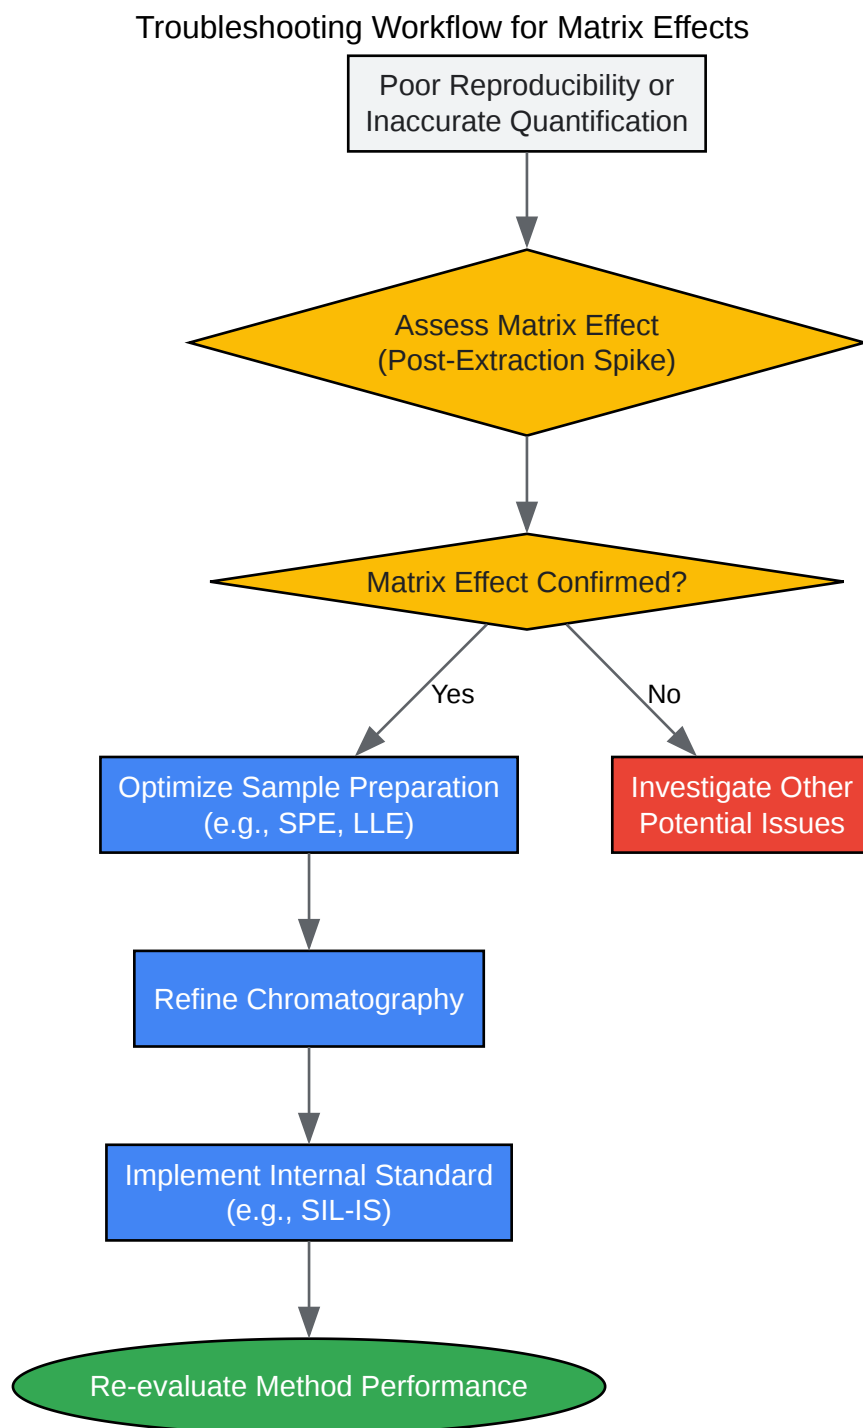 Troubleshooting Workflow for Matrix Effects
Poor Reproducibility or
Inaccurate Quantification
Assess Matrix Effect
(Post-Extraction Spike)
Matrix Effect Confirmed?
Yes
No
Optimize Sample Preparation
(e.g., SPE, LLE)
Investigate Other
Potential Issues
Refine Chromatography
Implement Internal Standard
(e.g., SIL-IS)
Re-evaluate Method Performance